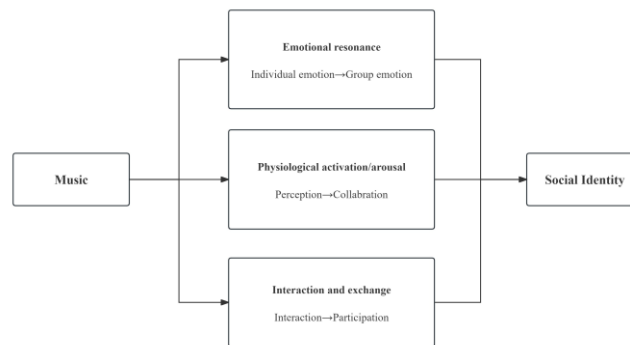 Emotional resonance
Individual emotion→Group emotion
Music
Physiological activation/arousal
Perception→Collabration
Social Identity
Interaction and exchange
Interaction→Participation